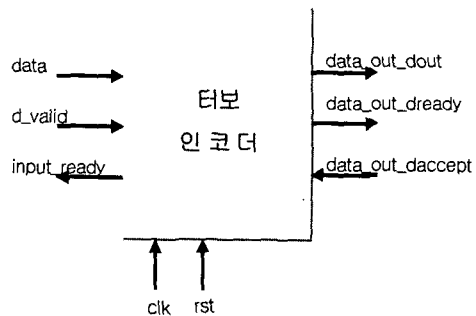 data
d_valid
input_ready
터보
인코더
data_out_dout
data_out_dready
data_out_daccept
clk
rst